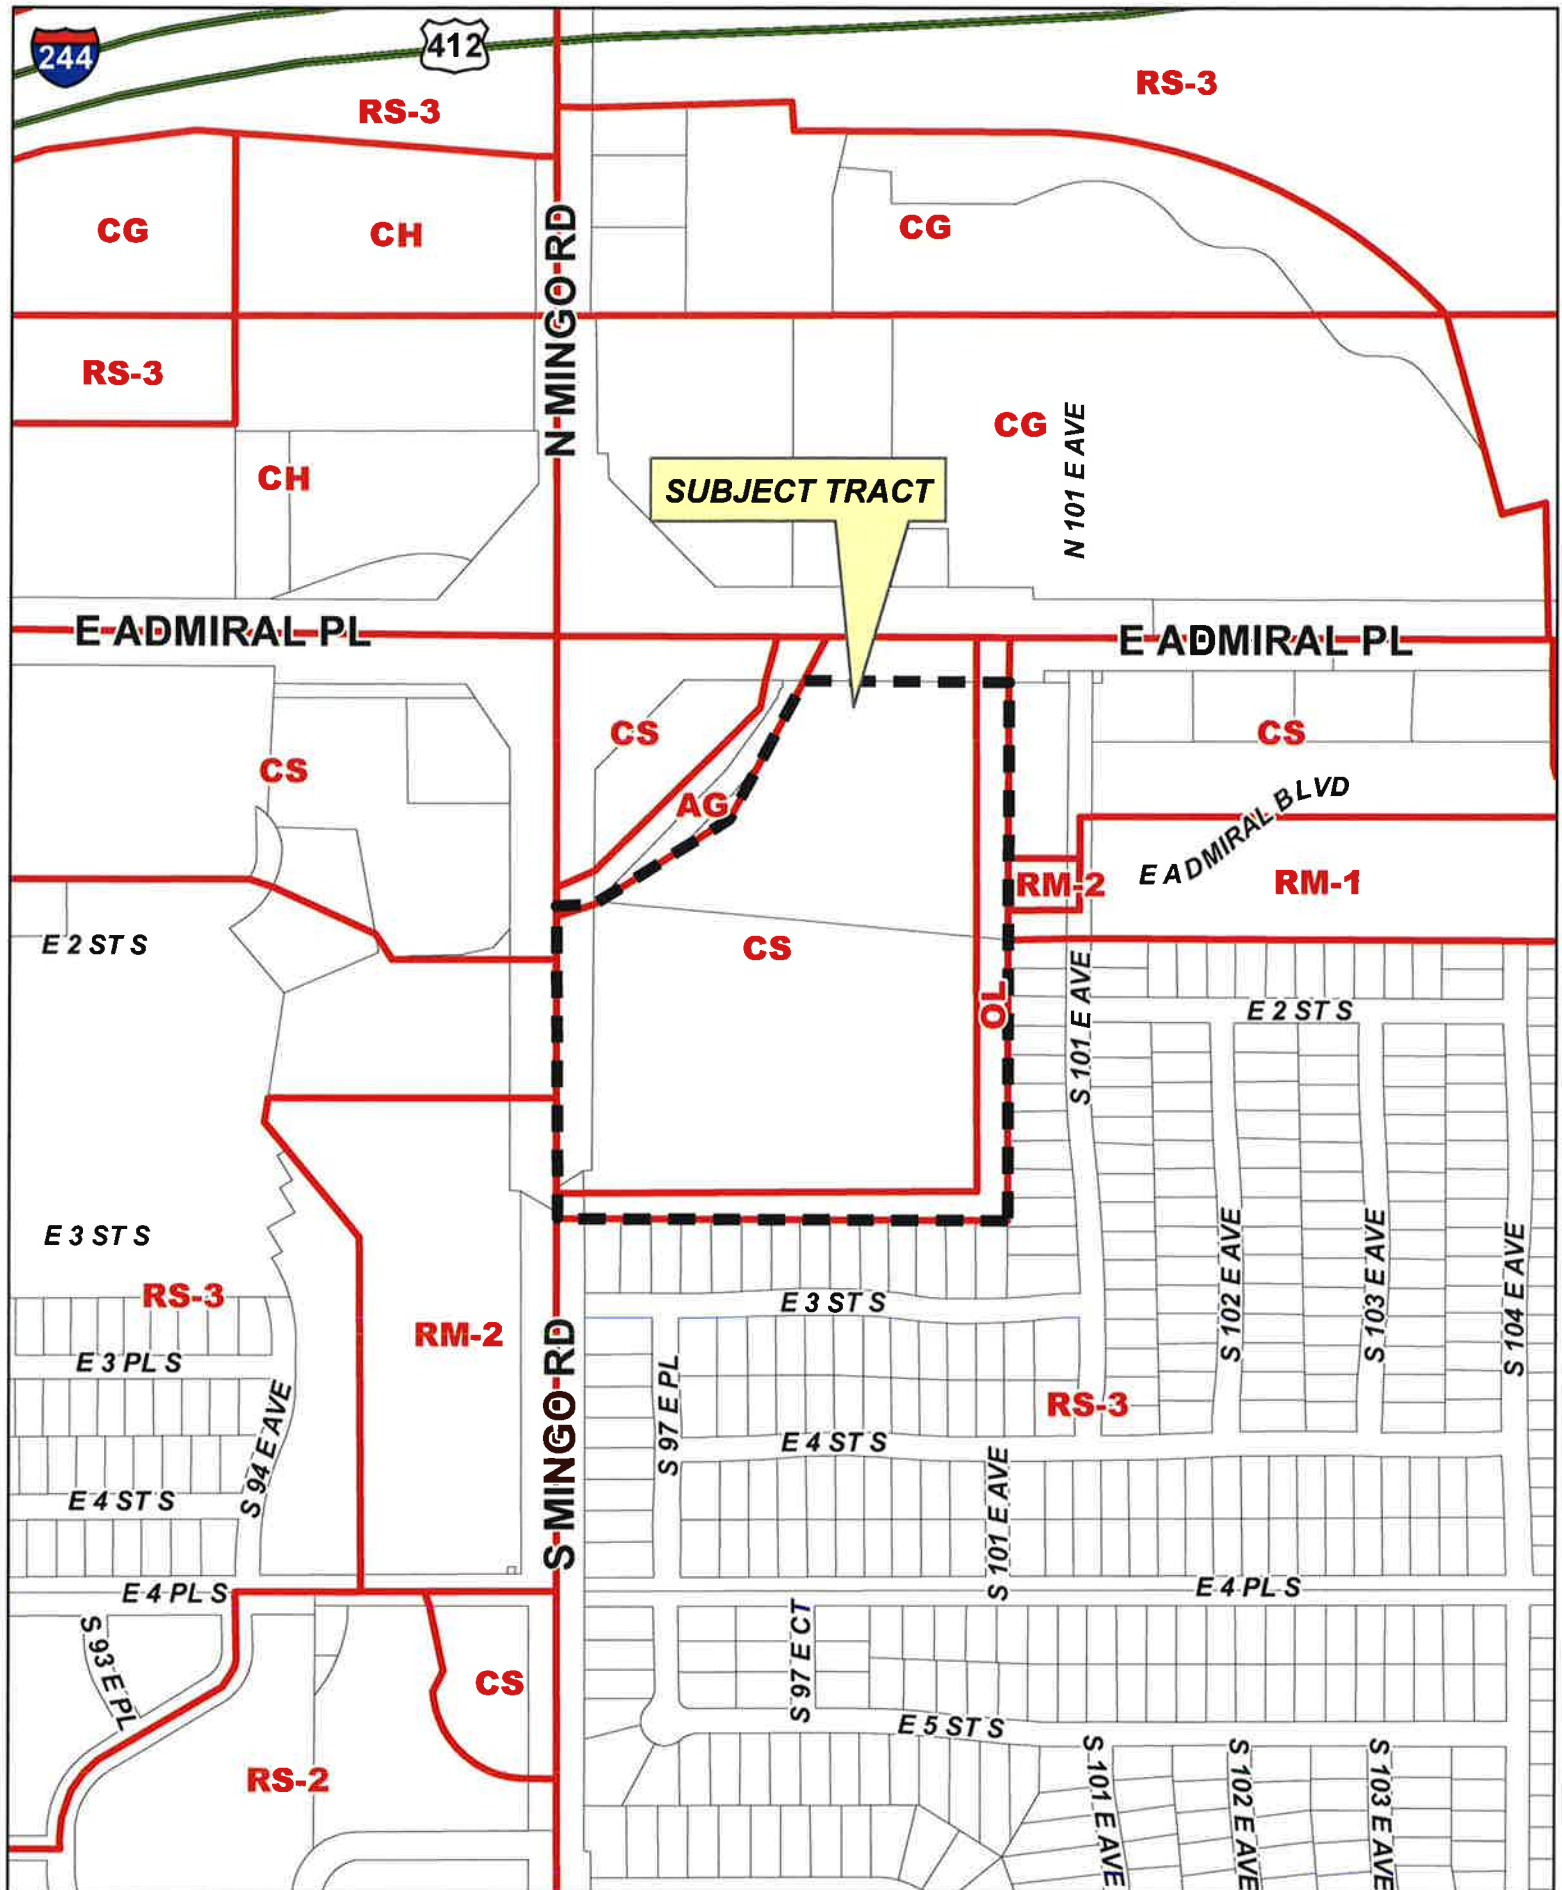 244
412
RS-3
RS-3
CG
CH
CG
N MINGO RD
RS-3
CG
N 101 E AVE
CH
SUBJECT TRACT
E ADMIRAL PL
E ADMIRAL PL
CS
CS
CS
AG
E ADMIRAL BLVD
RM-2
RM-1
E 2 ST S
CS
OL
S 101 E AVE
E 2 ST S
E 3 ST S
RS-3
E 3 ST S
S 102 E AVE
S 103 E AVE
S 104 E AVE
RM-2
S MINGO RD
E 3 PL S
S 97 E PL
S 94 E AVE
RS-3
E 4 ST S
E 4 ST S
S 101 E AVE
E 4 PL S
E 4 PL S
S 93 E PL
S 97 E CT
CS
E 5 ST S
RS-2
S 101 E AVE
S 102 E AVE
S 103 E AVE